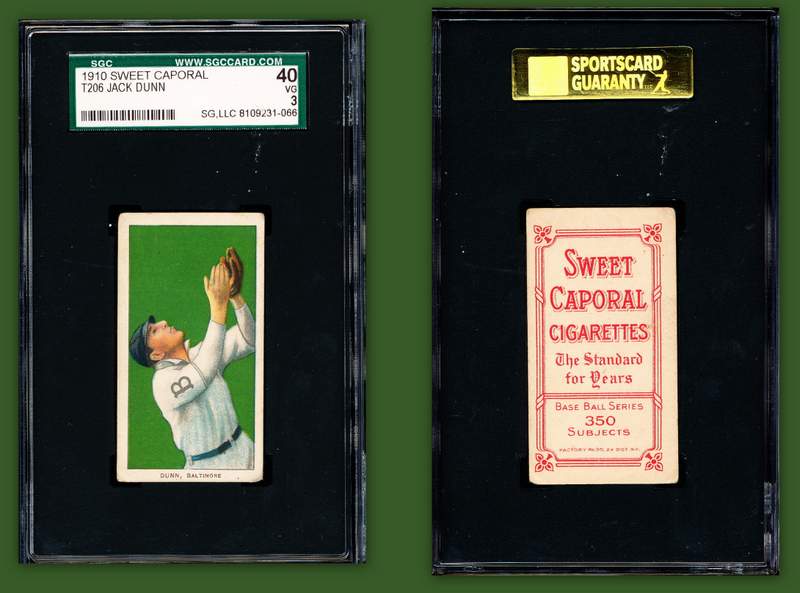 SGC WWW.SGCCARD.COM
1910 SWEET CAPORAL 40
T206 JACK DUNN VG
3
SG,LLC 8109231-066
B
DUNN, BALTIMORE
SPORTSCARD
GUARANTY
SWEET
CAPORAL
CIGARETTES
The Standard
for Years
BASE BALL SERIES
350
SUBJECTS
FACTORY No. 25, 2d DIST. VA.